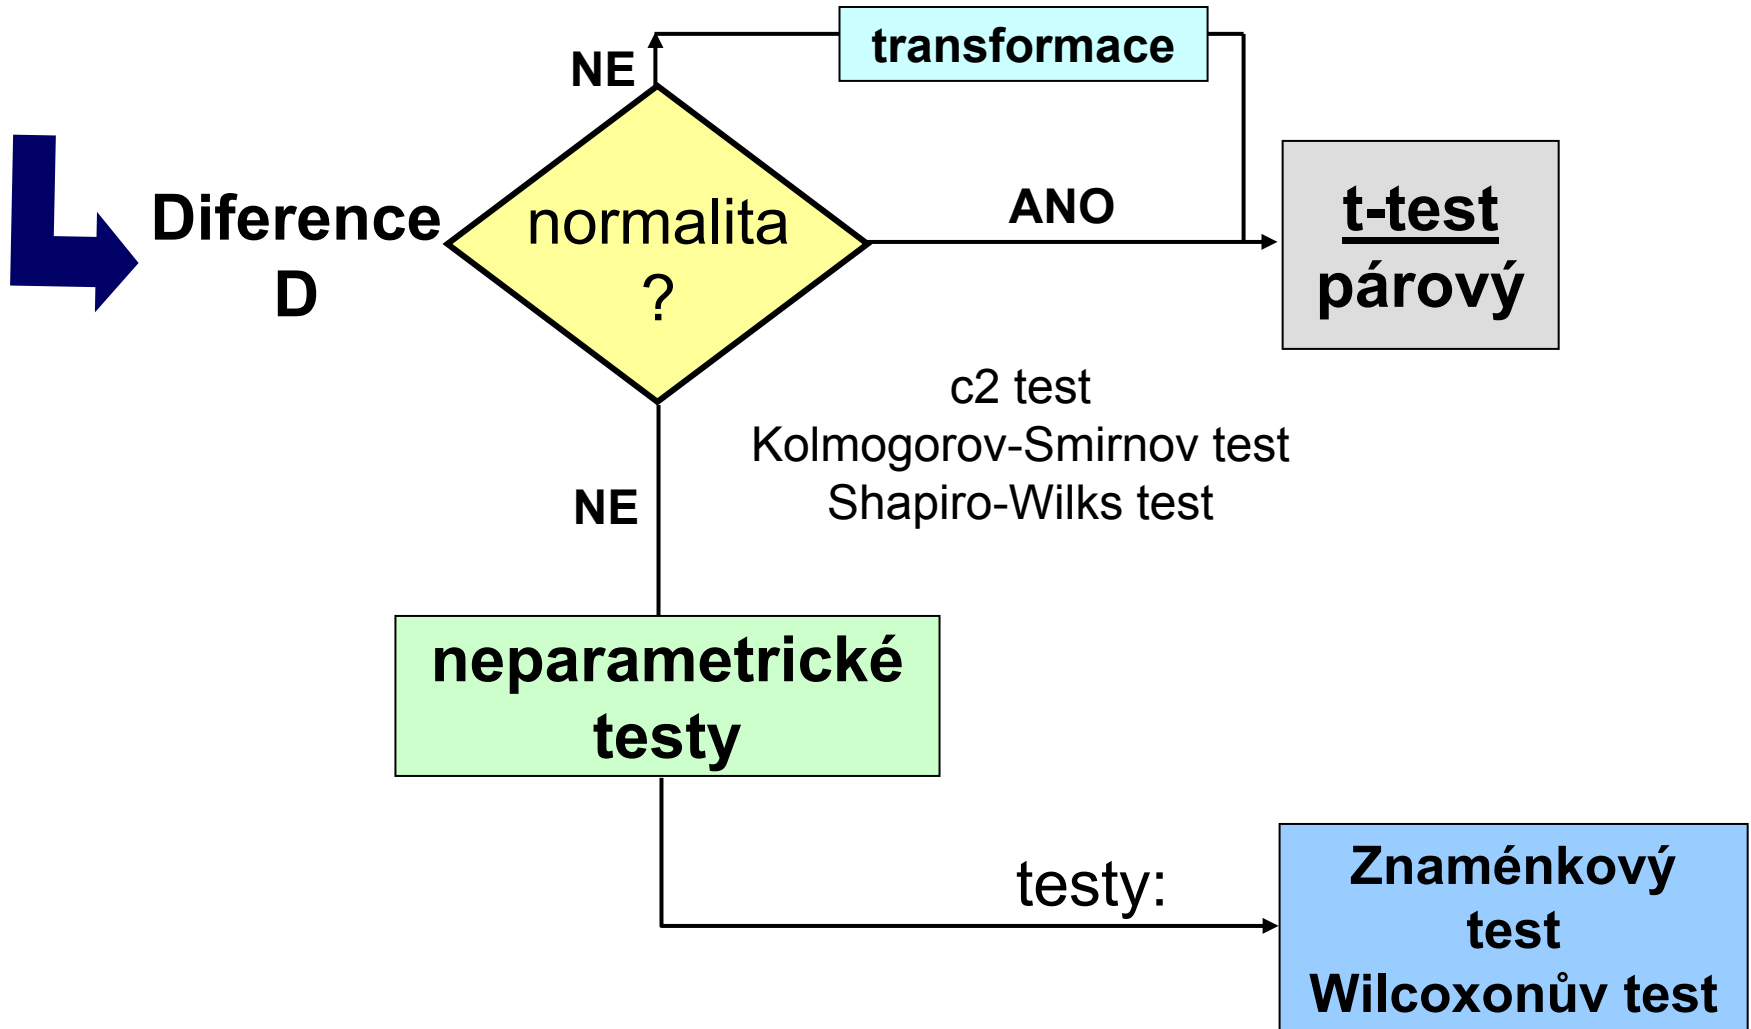 transformace
NE
Diference
D
normalita
?
ANO
t-test
párový
c2 test
Kolmogorov-Smirnov test
Shapiro-Wilks test
NE
neparametrické
testy
testy:
Znaménkový
test
Wilcoxonův test